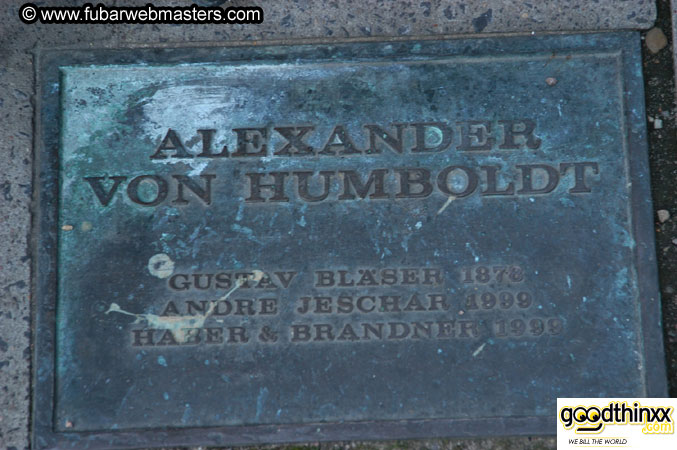 © www.fubarwebmasters.com
ALEXANDER
VON HUMBOLDT
GUSTAV BLÄSER 1878
ANDRE JESCHAR 1999
HABER & BRANDNER 1999
goodthinxx
.com
WE BILL THE WORLD